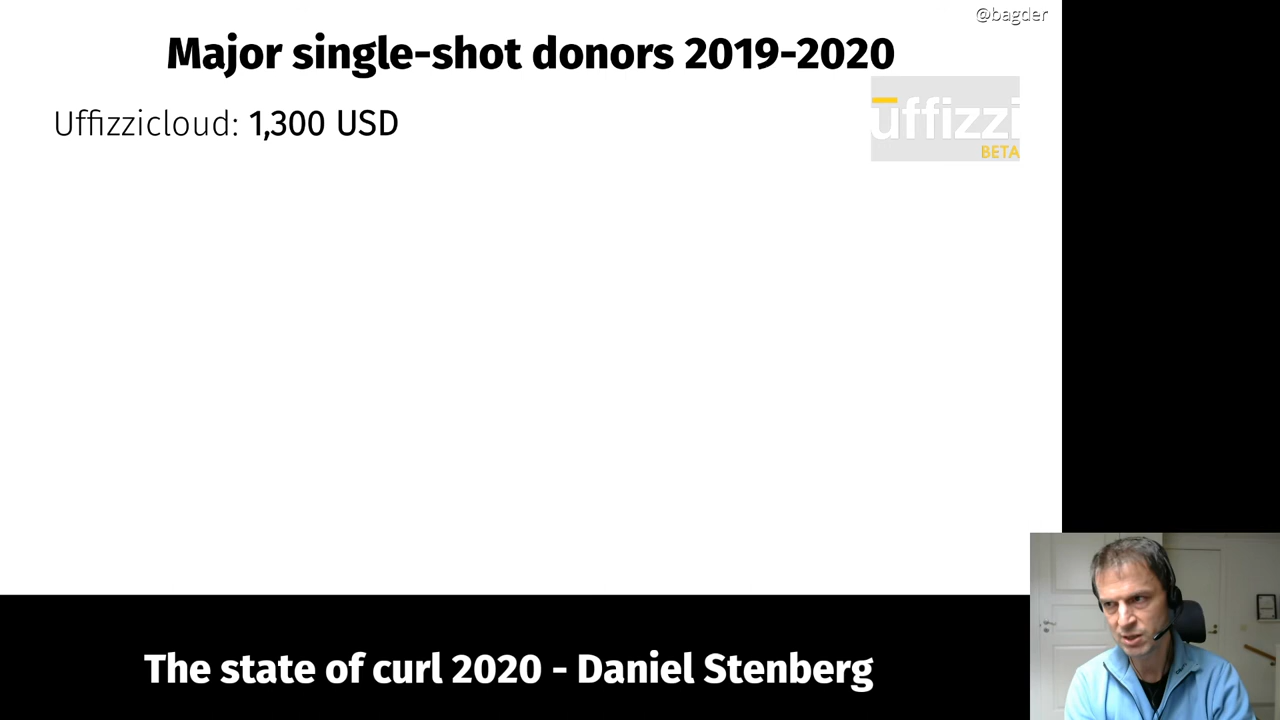 @bagder
Major single-shot donors 2019-2020
Uffizzicloud: 1,300 USD
uffizzi
BETA
The state of curl 2020 - Daniel Stenberg